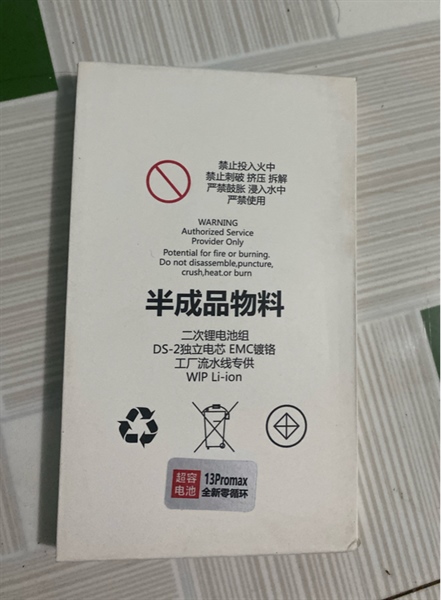 禁止投入火中
禁止刺破 挤压 拆解
严禁鼓胀 浸入水中
严禁使用
WARNING
Authorized Service
Provider Only
Potential for fire or burning.
Do not disassemble,puncture,
crush,heat.or burn
半成品物料
二次锂电池组
DS-2独立电芯 EMC镀铬
工厂流水线专供
WIP Li-ion
超容
电池
13Promax
全新零循环